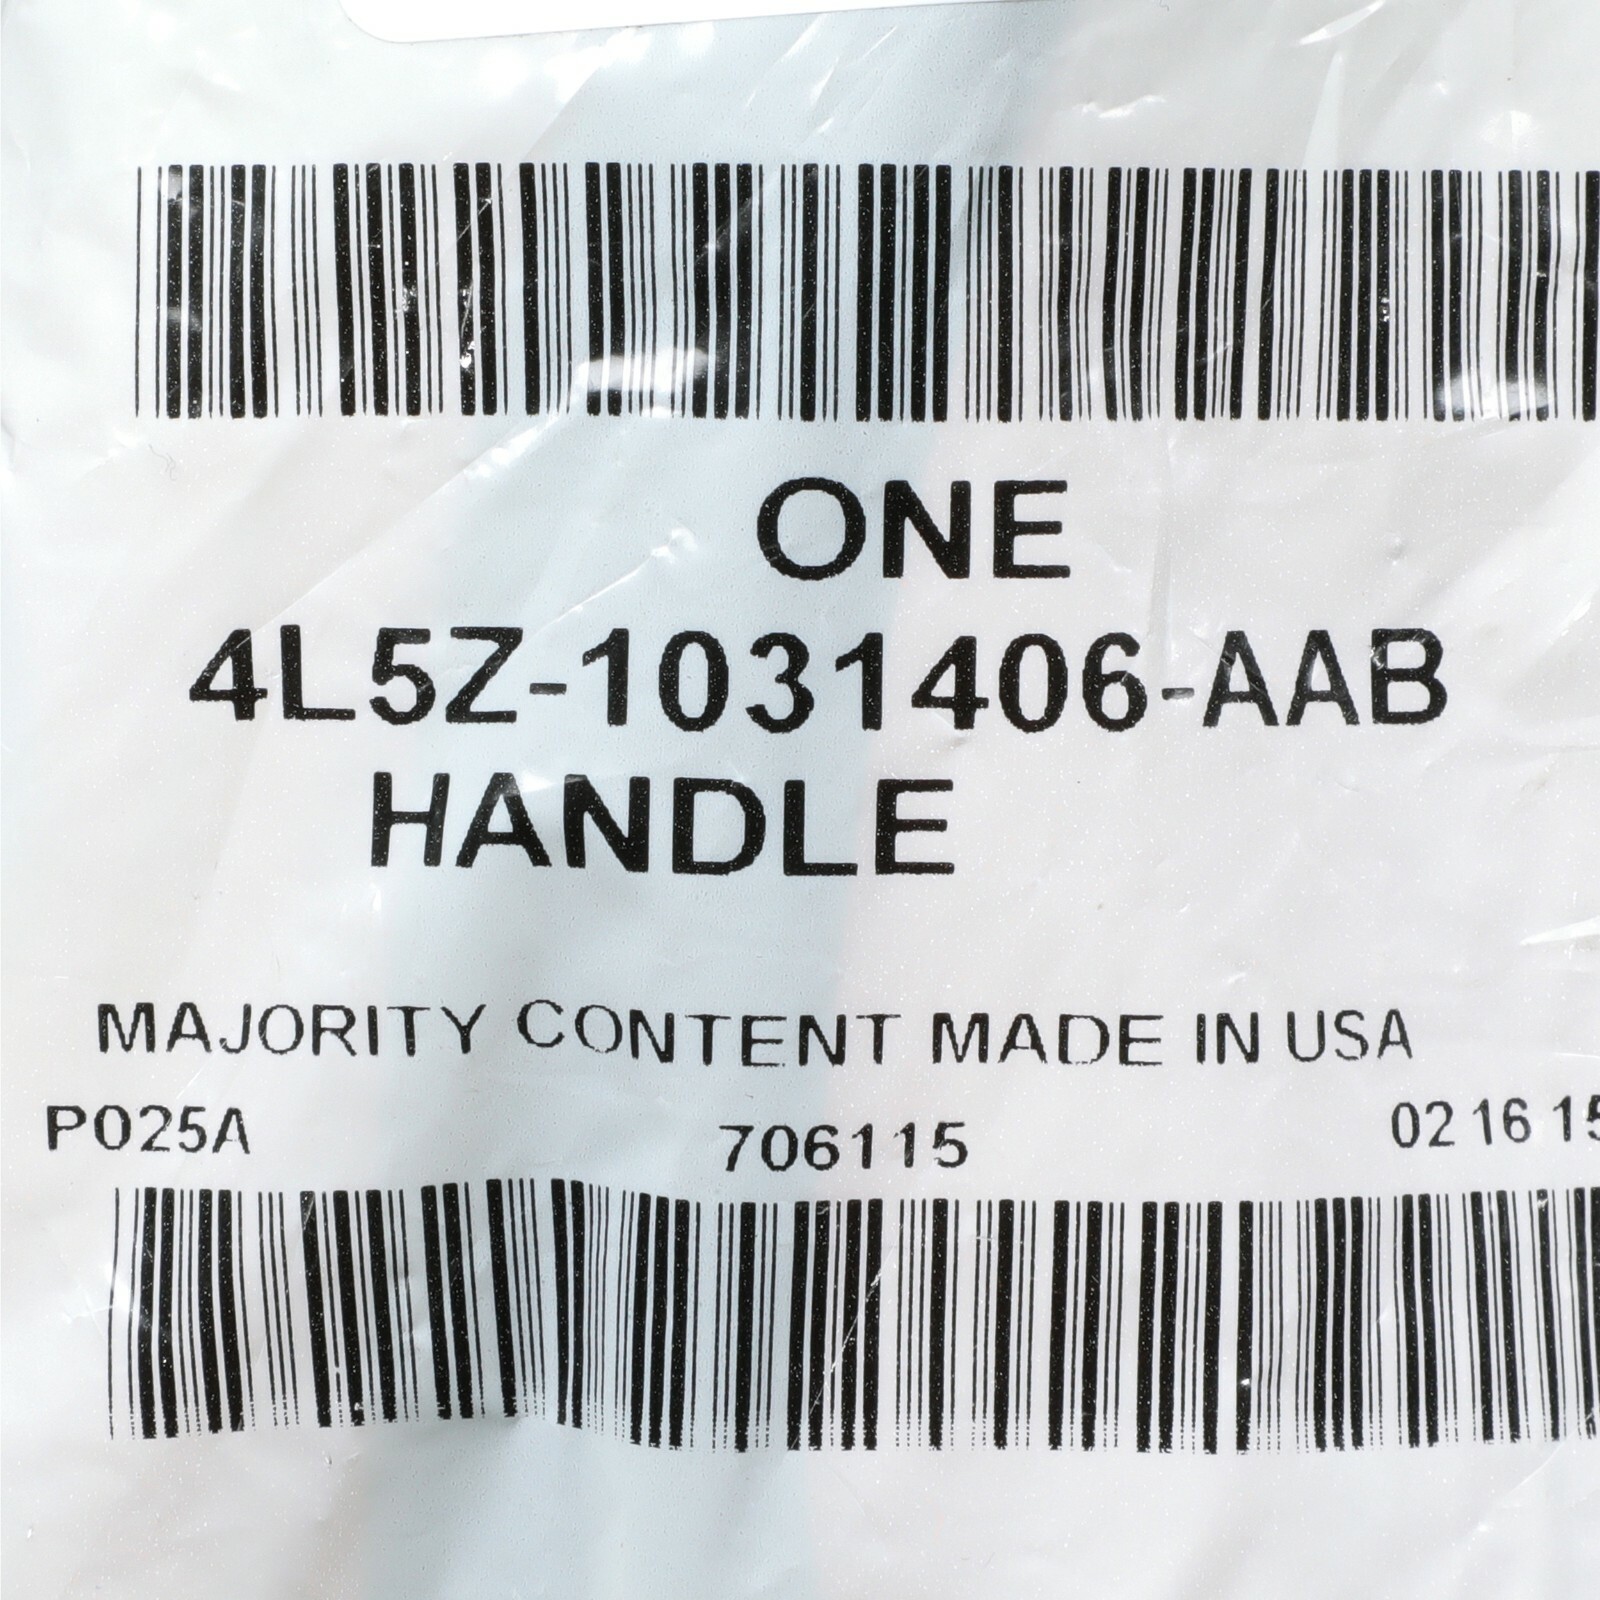 ONE
4L5Z-1031406-AAB
HANDLE
MAJORITY CONTENT MADE IN USA
P025A 706115 02 16 15